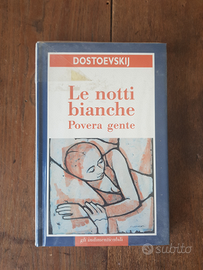 DOSTOEVSKIJ
Le notti
bianche
Povera gente
gli indimenticabili
subito